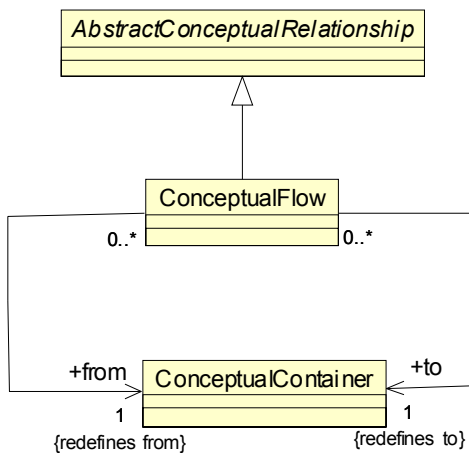 AbstractConceptualRelationship
ConceptualFlow
0..*
0..*
+from
ConceptualContainer
+to
1
1
{redefines from}
{redefines to}